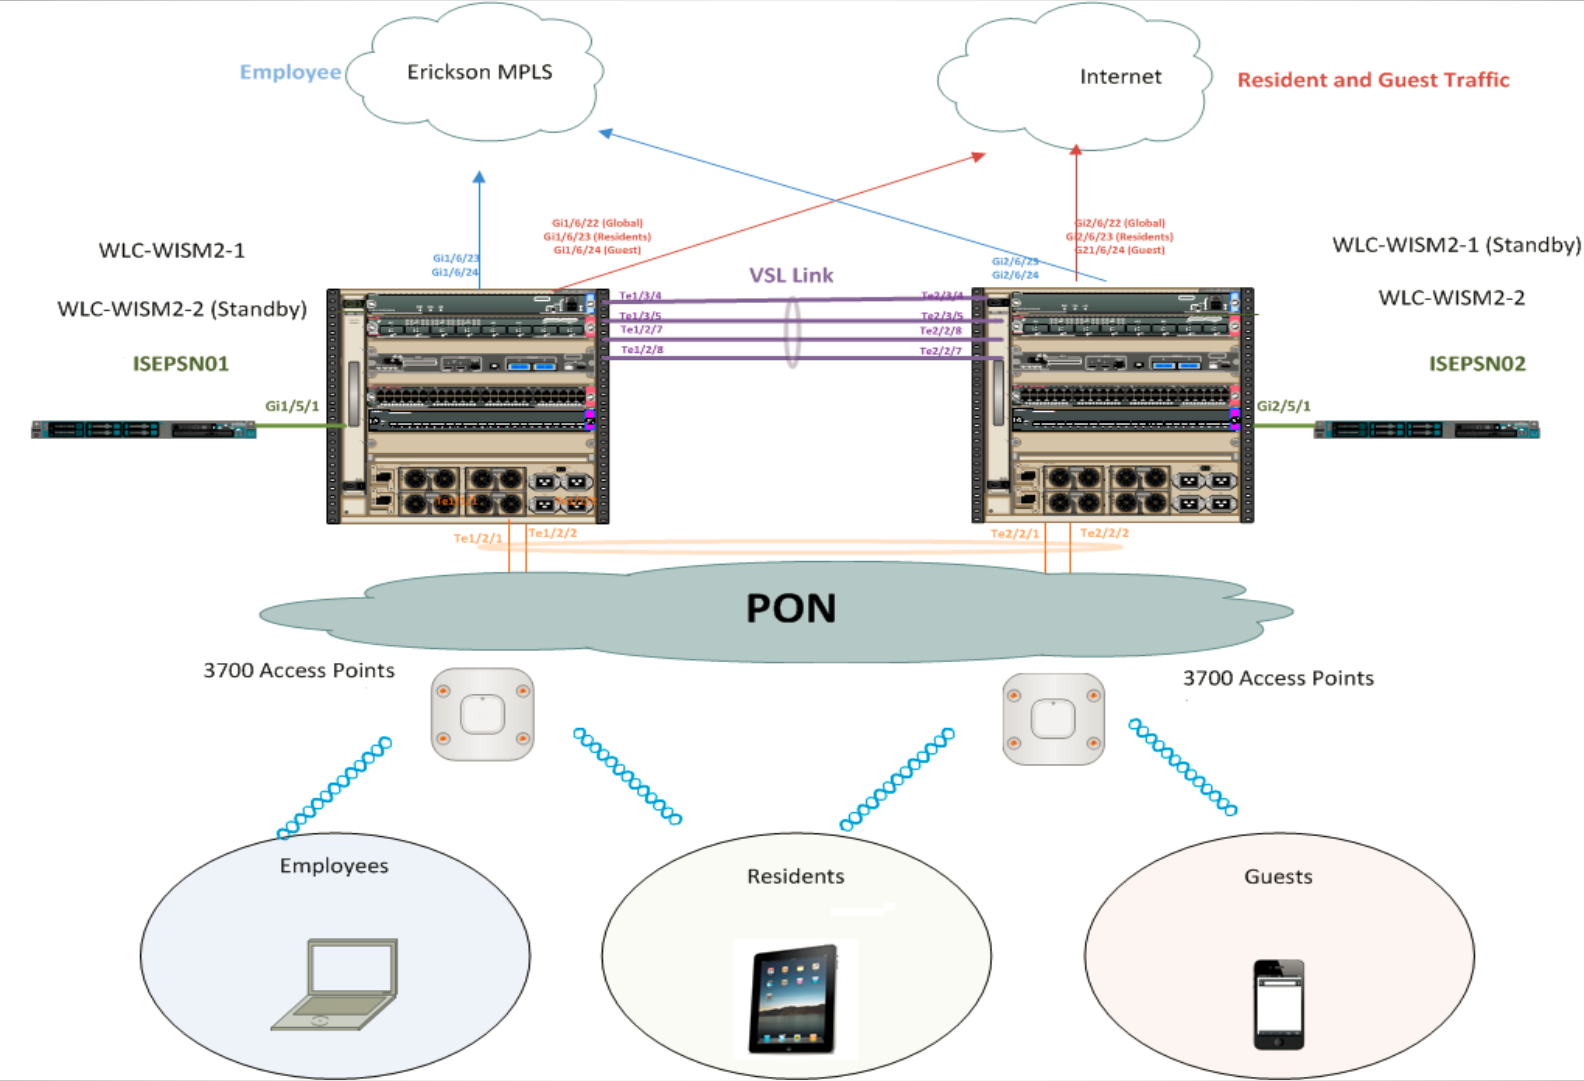 Employee
Erickson MPLS
Internet
Resident and Guest Traffic
WLC-WISM2-1
WLC-WISM2-2 (Standby)
ISEPSN01
Gi1/5/1
Gi1/6/23
Gi1/6/24
Gi1/6/22 (Global)
Gi1/6/23 (Residents)
Gi1/6/24 (Guest)
VSL Link
Te1/3/4
Te1/3/5
Te1/2/7
Te1/2/8
Te2/3/4
Te2/3/5
Te2/2/8
Te2/2/7
Gi2/6/23
Gi2/6/24
Gi2/6/22 (Global)
Gi2/6/23 (Residents)
G21/6/24 (Guest)
WLC-WISM2-1 (Standby)
WLC-WISM2-2
ISEPSN02
Gi2/5/1
Te1/2/1
Te1/2/2
Te2/2/1
Te2/2/2
PON
3700 Access Points
3700 Access Points
Employees
Residents
Guests